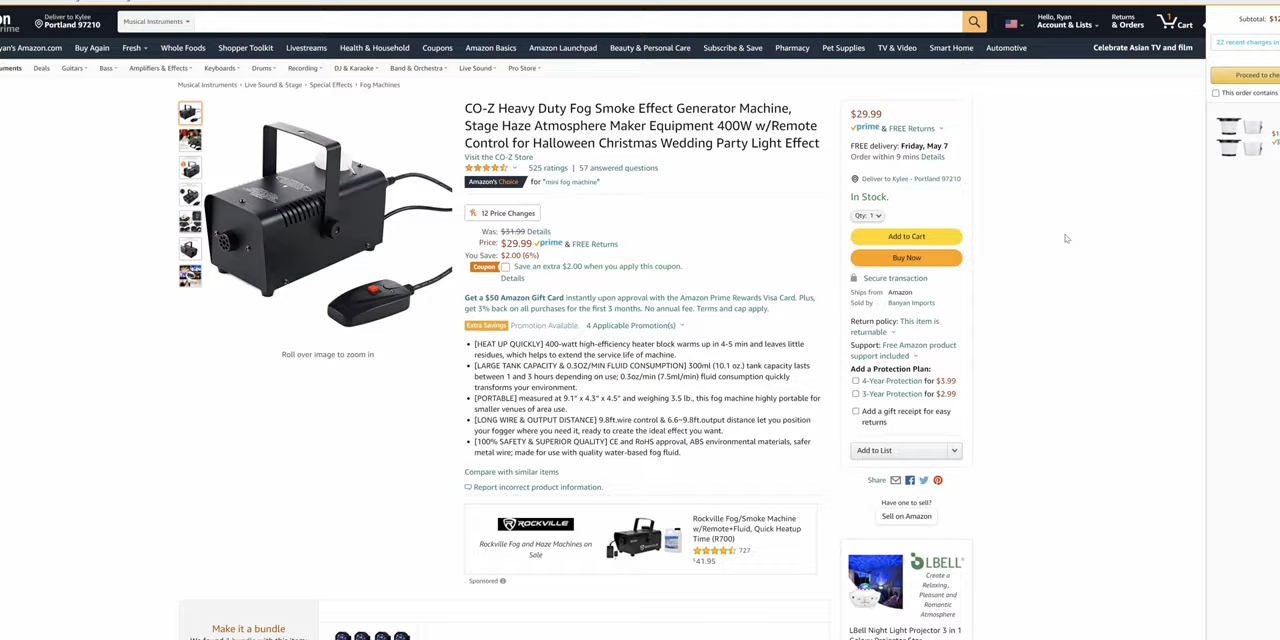 on
prime
Deliver to Kylee
Portland 97210
Musical Instruments
1
Hello, Ryan
Account & Lists
Returns
& Orders
Cart
Subtotal: $12
yan's Amazon.com Buy Again Fresh Whole Foods Shopper Toolkit Livestreams Health & Household Coupons Amazon Basics Amazon Launchpad Beauty & Personal Care Subscribe & Save Pharmacy Pet Supplies TV & Video Smart Home Automotive
Celebrate Asian TV and film
22 recent changes in
uments Deals Guitars Bass Amplifiers & Effects Keyboards Drums Recording DJ & Karaoke Band & Orchestra Live Sound Pro Store
Proceed to che
This order contains
Musical Instruments › Live Sound & Stage › Special Effects › Fog Machines
Roll over image to zoom in
CO-Z Heavy Duty Fog Smoke Effect Generator Machine,
Stage Haze Atmosphere Maker Equipment 400W w/Remote
Control for Halloween Christmas Wedding Party Light Effect
Visit the CO-Z Store
525 ratings | 57 answered questions
Amazon's Choice for "mini fog machine"
12 Price Changes
Was: $31.99 Details
Price: $29.99 prime & FREE Returns
You Save: $2.00 (6%)
Coupon Save an extra $2.00 when you apply this coupon.
Details
Get a $50 Amazon Gift Card instantly upon approval with the Amazon Prime Rewards Visa Card. Plus,
get 3% back on all purchases for the first 3 months. No annual fee. Terms and cap apply.
Extra Savings Promotion Available. 4 Applicable Promotion(s)
• [HEAT UP QUICKLY] 400-watt high-efficiency heater block warms up in 4-5 min and leaves little
residues, which helps to extend the service life of machine.
• [LARGE TANK CAPACITY & 0.3OZ/MIN FLUID CONSUMPTION] 300ml (10.1 oz.) tank capacity lasts
between 1 and 3 hours depending on use; 0.3oz/min (7.5ml/min) fluid consumption quickly
transforms your environment.
• [PORTABLE] measured at 9.1" x 4.3" x 4.5" and weighing 3.5 lb., this fog machine highly portable for
smaller venues of area use.
• [LONG WIRE & OUTPUT DISTANCE] 9.8ft.wire control & 6.6~9.8ft.output distance let you position
your fogger where you need it, ready to create the ideal effect you want.
• [100% SAFETY & SUPERIOR QUALITY] CE and RoHS approval, ABS environmental materials, safer
metal wire; made for use with quality water-based fog fluid.
Compare with similar items
Report incorrect product information.
ROCKVILLE
Rockville Fog and Haze Machines on
Sale
Rockville Fog/Smoke Machine
w/Remote+Fluid, Quick Heatup
Time (R700)
727
$41.95
Sponsored
Make it a bundle
$29.99
prime & FREE Returns
FREE delivery: Friday, May 7
Order within 9 mins Details
Deliver to Kylee - Portland 97210
In Stock.
Qty: 1
Add to Cart
Buy Now
Secure transaction
Ships from Amazon
Sold by Banyan Imports
Return policy: This item is
returnable
Support: Free Amazon product
support included
Add a Protection Plan:
4-Year Protection for $3.99
3-Year Protection for $2.99
Add a gift receipt for easy
returns
Add to List
Share
Have one to sell?
Sell on Amazon
LBELL
Create a
Relaxing,
Pleasant and
Romantic
Atmosphere
LBell Night Light Projector 3 in 1